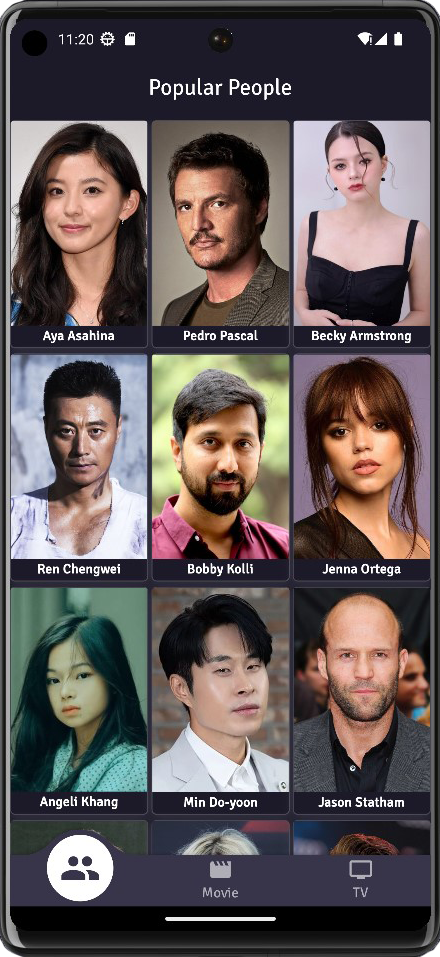 11:20
Popular People
Aya Asahina
Pedro Pascal
Becky Armstrong
Ren Chengwei
Bobby Kolli
Jenna Ortega
Angeli Khang
Min Do-yoon
Jason Statham
Movie
TV